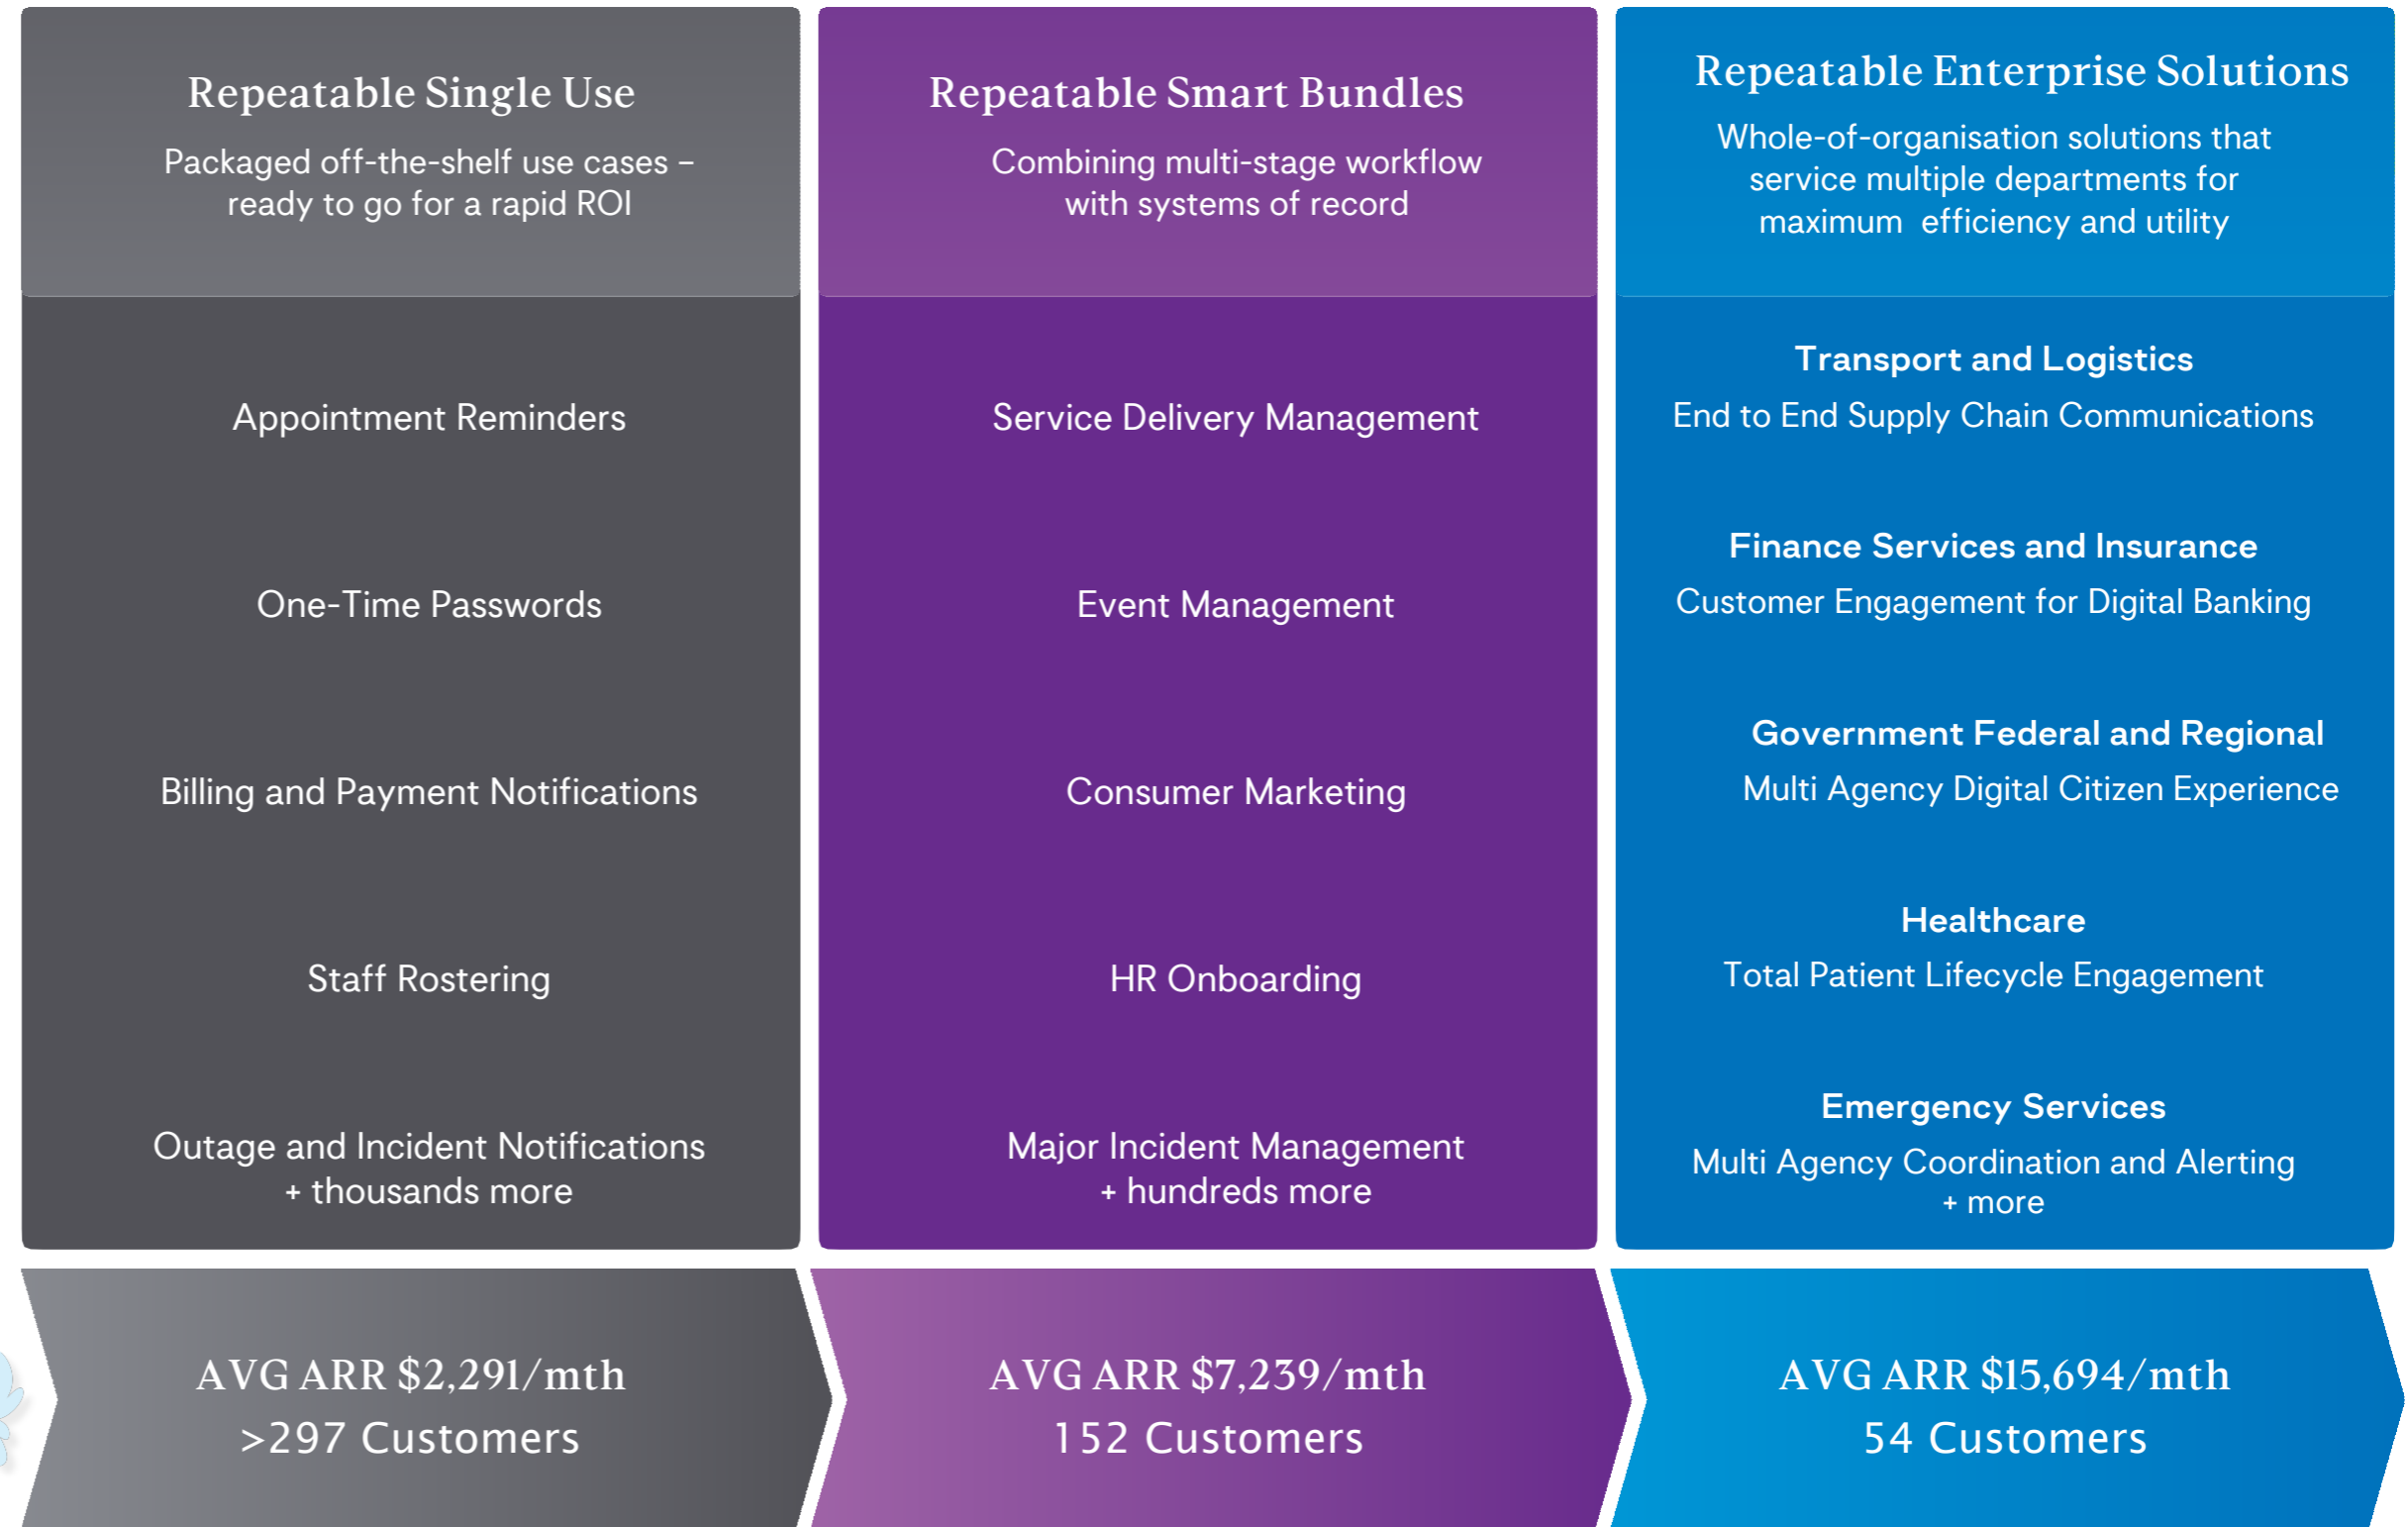 Repeatable Single Use
Packaged off-the-shelf use cases –
ready to go for a rapid ROI
Appointment Reminders
One-Time Passwords
Billing and Payment Notifications
Staff Rostering
Outage and Incident Notifications
+ thousands more
AVG ARR $2,291/mth
>297 Customers
Repeatable Smart Bundles
Combining multi-stage workflow
with systems of record
Service Delivery Management
Event Management
Consumer Marketing
HR Onboarding
Major Incident Management
+ hundreds more
AVG ARR $7,239/mth
152 Customers
Repeatable Enterprise Solutions
Whole-of-organisation solutions that
service multiple departments for
maximum efficiency and utility
Transport and Logistics
End to End Supply Chain Communications
Finance Services and Insurance
Customer Engagement for Digital Banking
Government Federal and Regional
Multi Agency Digital Citizen Experience
Healthcare
Total Patient Lifecycle Engagement
Emergency Services
Multi Agency Coordination and Alerting
+ more
AVG ARR $15,694/mth
54 Customers